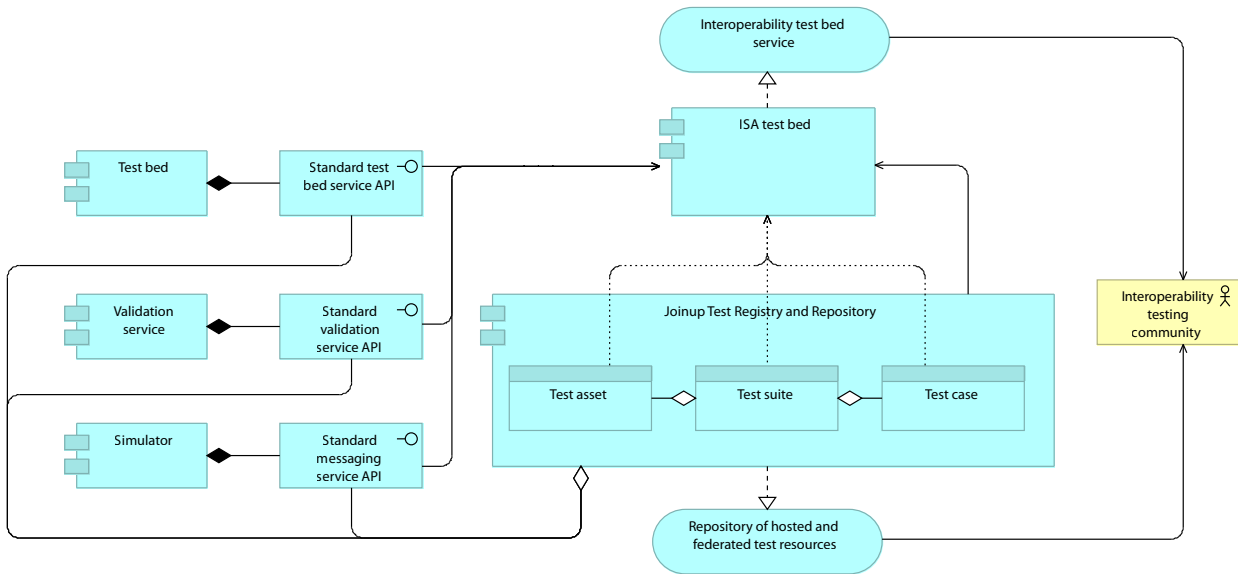 Interoperability test bed
service
ISA test bed
Test bed
Standard test
bed service API
Validation
service
Standard
validation
service API
Joinup Test Registry and Repository
Interoperability
testing
community
Test asset
Test suite
Test case
Simulator
Standard
messaging
service API
Repository of hosted and
federated test resources